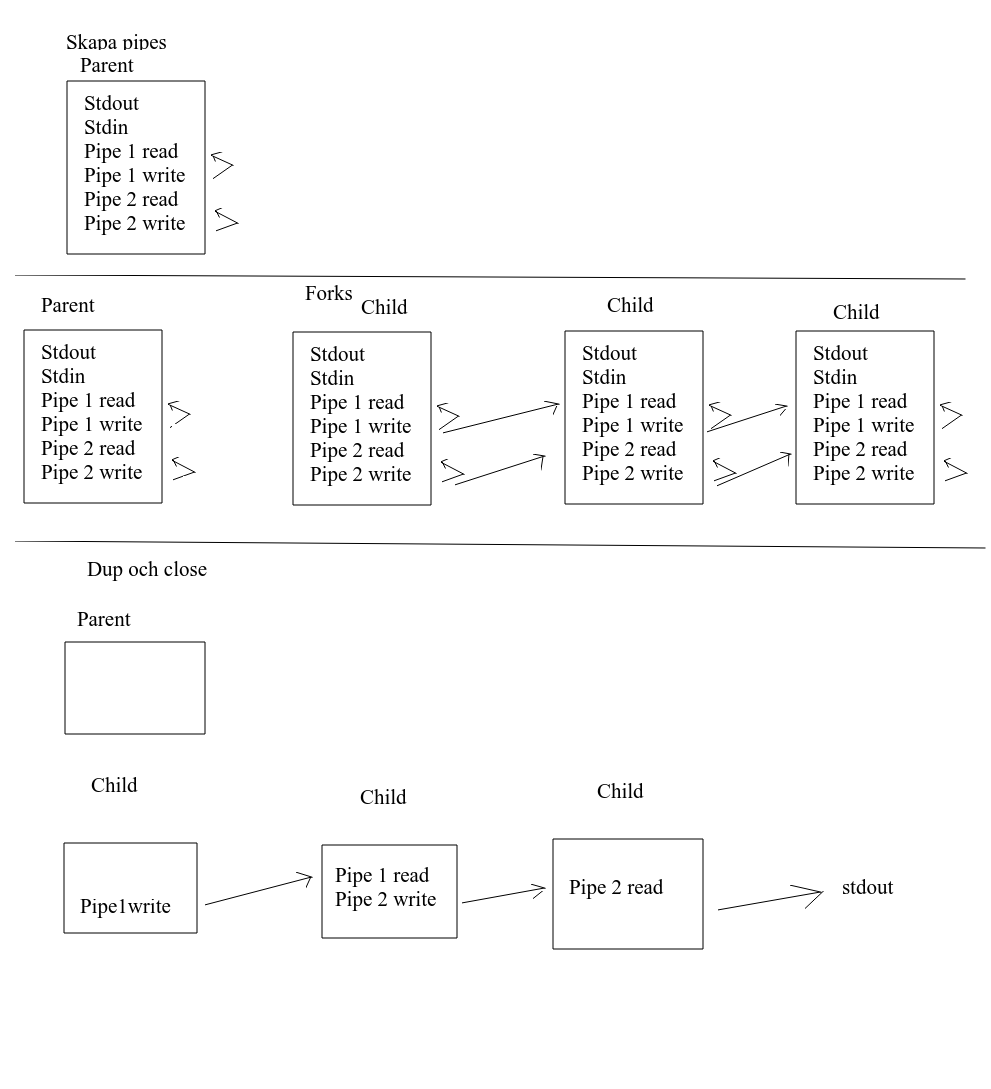 Skapa pipes
Parent
Stdout
Stdin
Pipe 1 read
Pipe 1 write
Pipe 2 read
Pipe 2 write
Parent
Stdout
Stdin
Pipe 1 read
Pipe 1 write
Pipe 2 read
Pipe 2 write
Forks
Child
Stdout
Stdin
Pipe 1 read
Pipe 1 write
Pipe 2 read
Pipe 2 write
Child
Stdout
Stdin
Pipe 1 read
Pipe 1 write
Pipe 2 read
Pipe 2 write
Child
Stdout
Stdin
Pipe 1 read
Pipe 1 write
Pipe 2 read
Pipe 2 write
Dup och close
Parent
Child
Pipe1write
Child
Pipe 1 read
Pipe 2 write
Child
Pipe 2 read
stdout